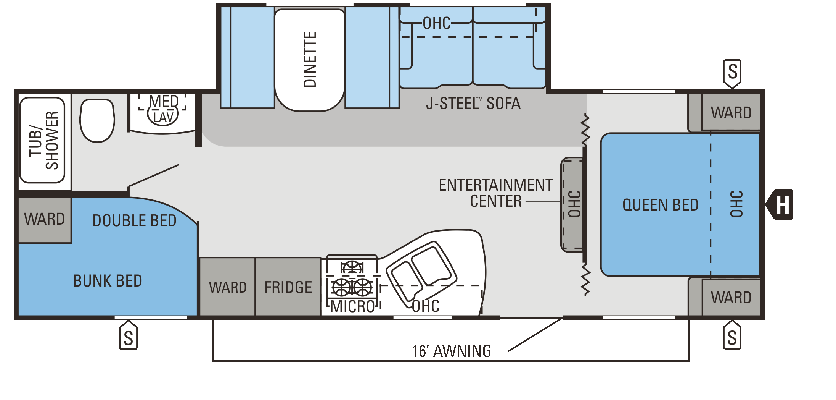 OHC
DINETTE
J-STEEL™ SOFA
S
MED
LAV
TUB/
SHOWER
WARD
ENTERTAINMENT
CENTER
OHC
QUEEN BED
OHC
H
WARD
DOUBLE BED
BUNK BED
WARD
FRIDGE
MICRO
OHC
WARD
S
S
16' AWNING